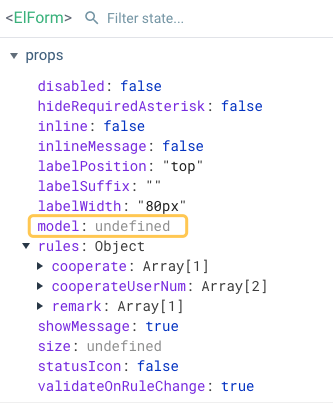 <ElForm> Filter state...
props
disabled: false
hideRequiredAsterisk: false
inline: false
inlineMessage: false
labelPosition: "top"
labelSuffix: ""
labelWidth: "80px"
model: undefined
rules: Object
cooperate: Array[1]
cooperateUserNum: Array[2]
remark: Array[1]
showMessage: true
size: undefined
statusIcon: false
validateOnRuleChange: true